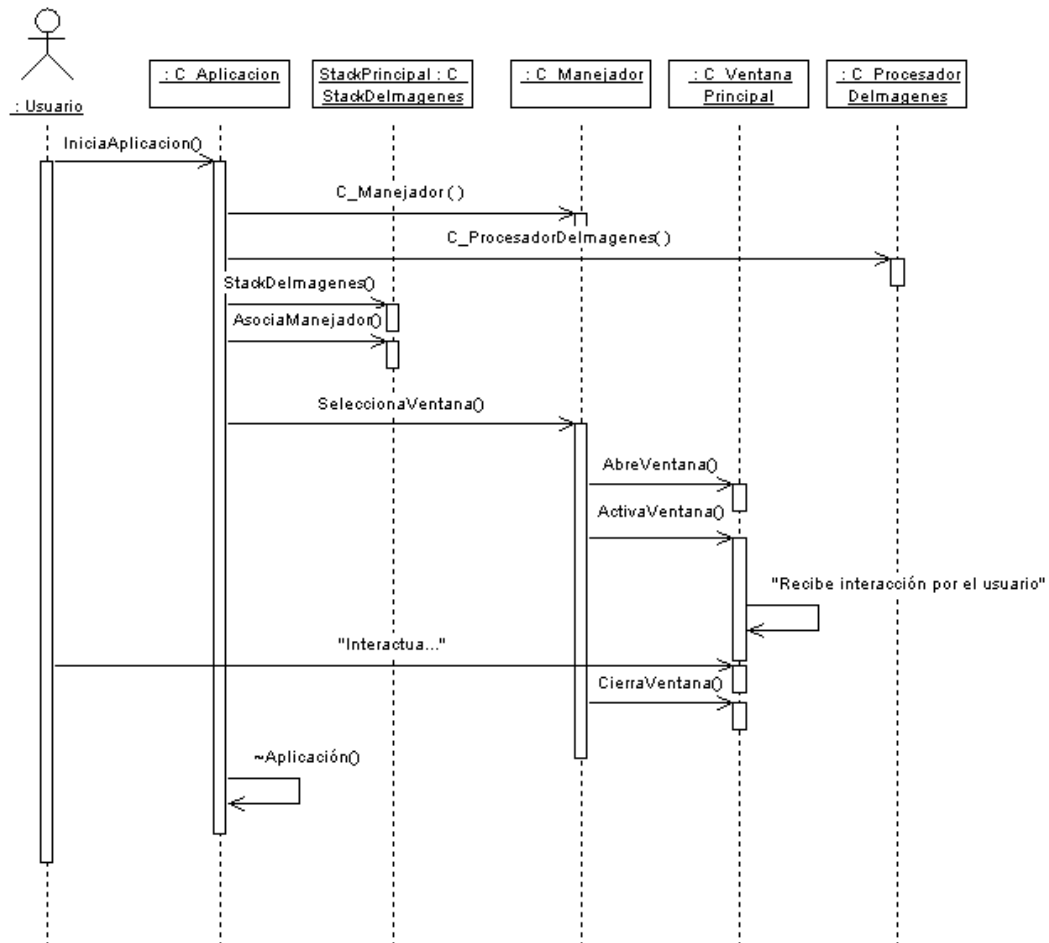 : Usuario
: C_Aplicacion
StackPrincipal : C_
StackDeImagenes
: C_Manejador
: C_Ventana
Principal
: C_Procesador
DeImagenes
IniciaAplicacion()
C_Manejador ( )
C_ProcesadorDeImagenes( )
StackDeImagenes()
AsociaManejador()
SeleccionaVentana()
AbreVentana()
ActivaVentana()
"Recibe interacción por el usuario"
"Interactua..."
CierraVentana()
~Aplicación()